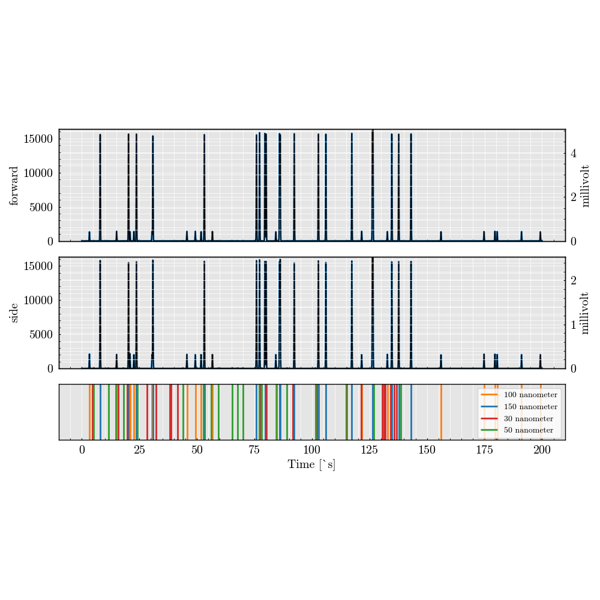 15000
10000
5000
0
forward
4
2
0
millivolt
15000
10000
5000
0
side
2
1
0
millivolt
100 nanometer
150 nanometer
30 nanometer
50 nanometer
0 25 50 75 100 125 150 175 200
Time [`s]